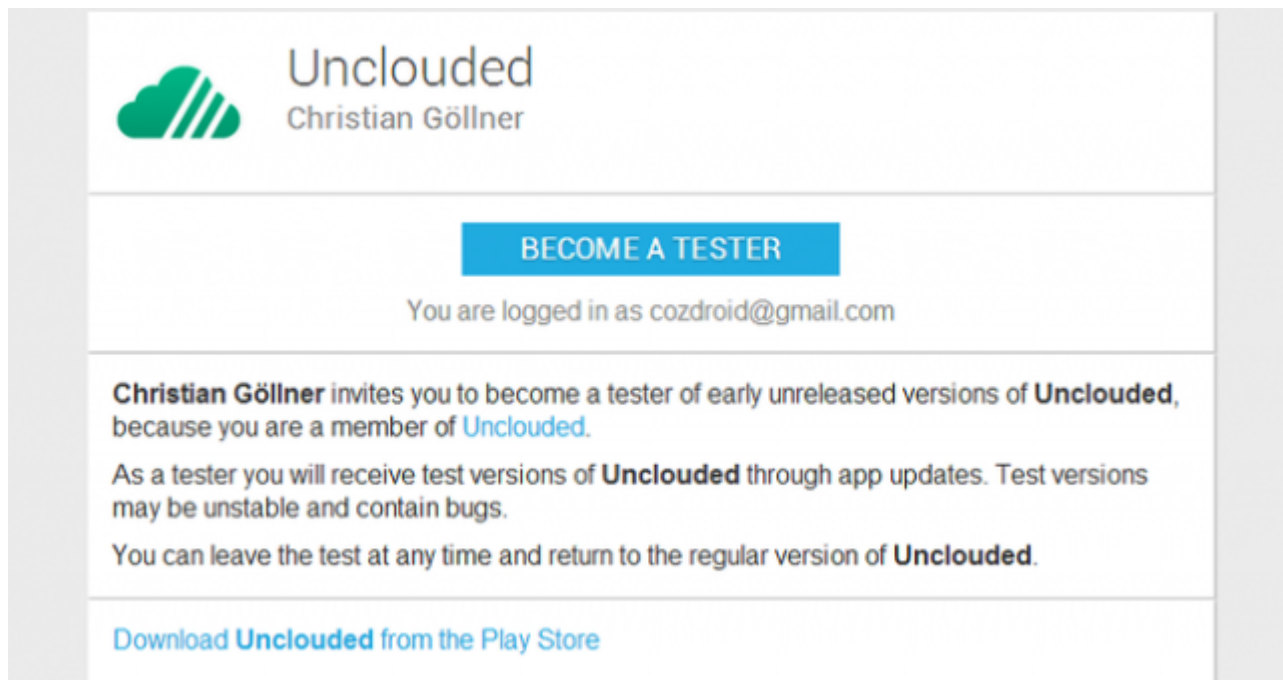 Unclouded
Christian Göllner
BECOME A TESTER
You are logged in as cozdroid@gmail.com
Christian Göllner invites you to become a tester of early unreleased versions of Unclouded,
because you are a member of Unclouded.
As a tester you will receive test versions of Unclouded through app updates. Test versions
may be unstable and contain bugs.
You can leave the test at any time and return to the regular version of Unclouded.
Download Unclouded from the Play Store